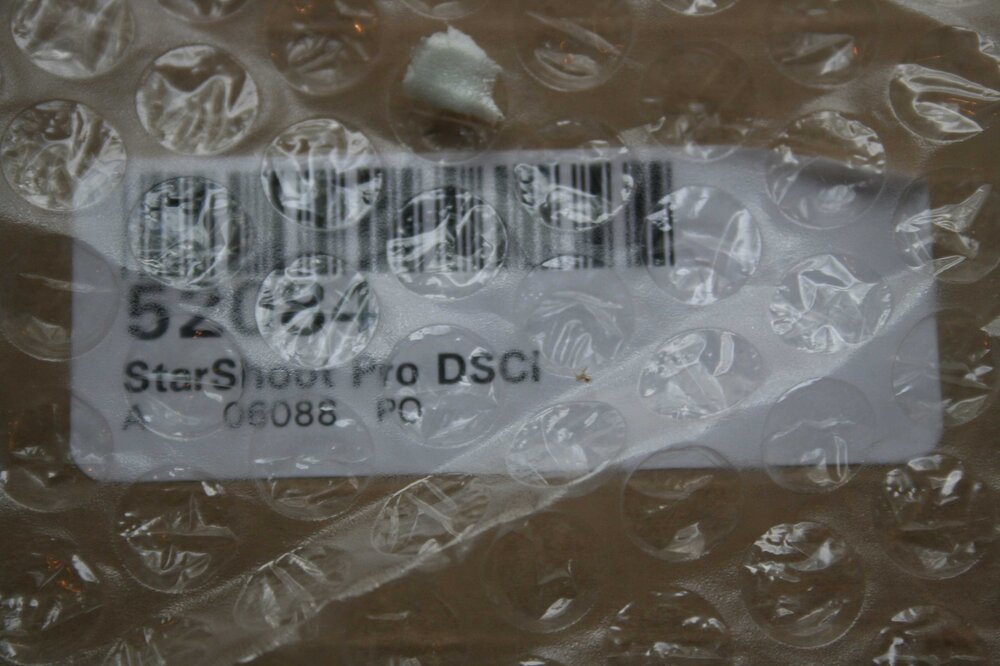 52084
StarShoot Pro DSCi
A 06088 PO